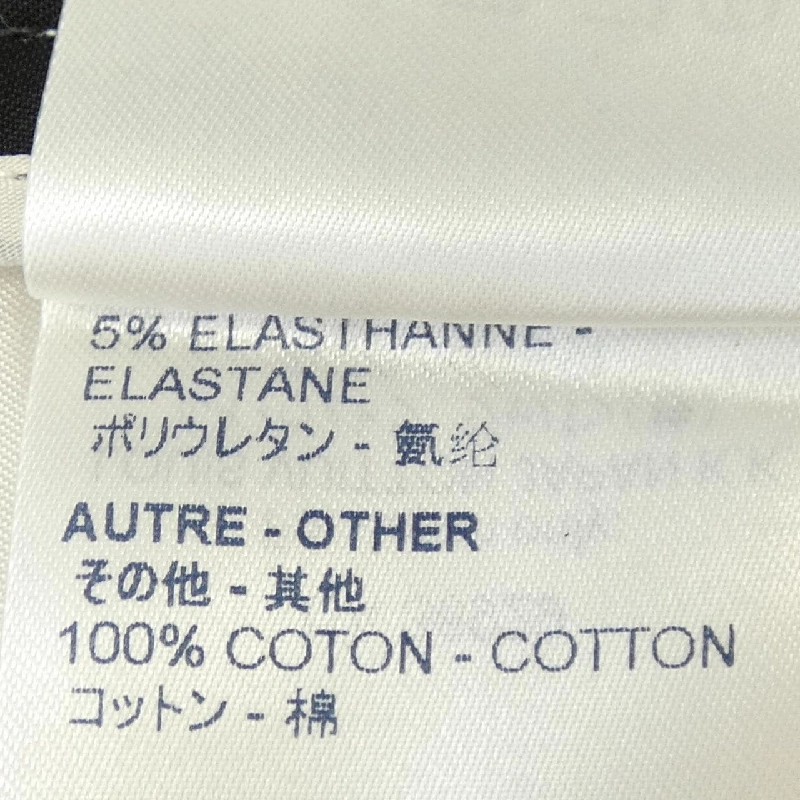 5% ELASTHANNE -
ELASTANE
ポリウレタン - 氨纶
AUTRE - OTHER
その他 - 其他
100% COTON - COTTON
コットン - 棉